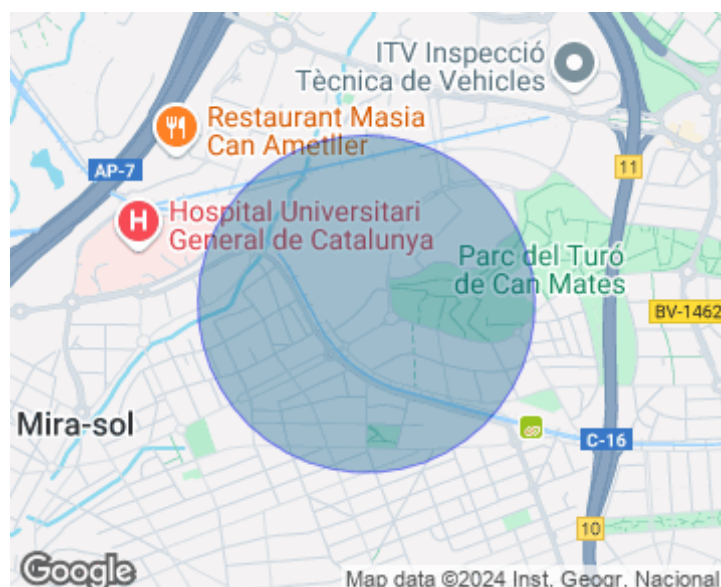 ITV Inspecció
Tècnica de Vehicles
Restaurant Masia
Can Ametller
AP-7
11
H
Hospital Universitari
General de Catalunya
Parc del Turó
de Can Mates
BV-1462
Mira-sol
C-16
10
Google
Map data ©2024 Inst. Geogr. Nacional